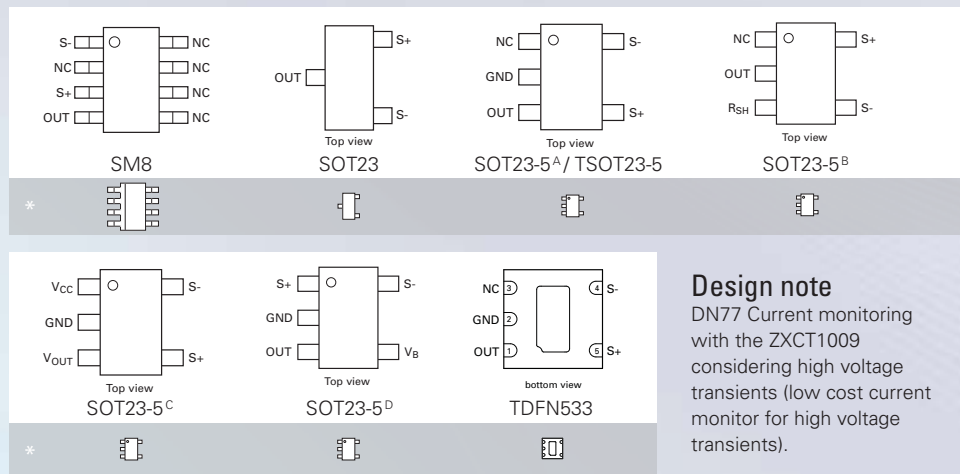 S- NC
NC NC
S+ NC
OUT NC
SM8
S+
OUT
S-
Top view
SOT23
NC S-
GND
OUT S+
Top view
SOT23-5A / TSOT23-5
NC S+
OUT
RSH S-
Top view
SOT23-5B
*
VCC S-
GND
VOUT S+
Top view
SOT23-5C
S+ S-
GND
OUT VB
Top view
SOT23-5D
NC 3 4 S-
GND 2
OUT 1 5 S+
bottom view
TDFN533
*
Design note
DN77 Current monitoring
with the ZXCT1009
considering high voltage
transients (low cost current
monitor for high voltage
transients).